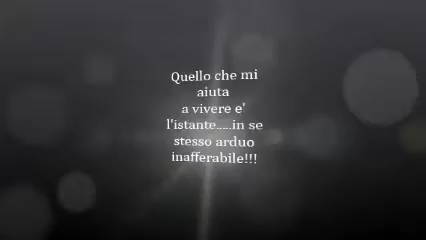 Quello che mi
aiuta
a vivere e'
l'istante.....in se
stesso arduo
inafferabile!!!